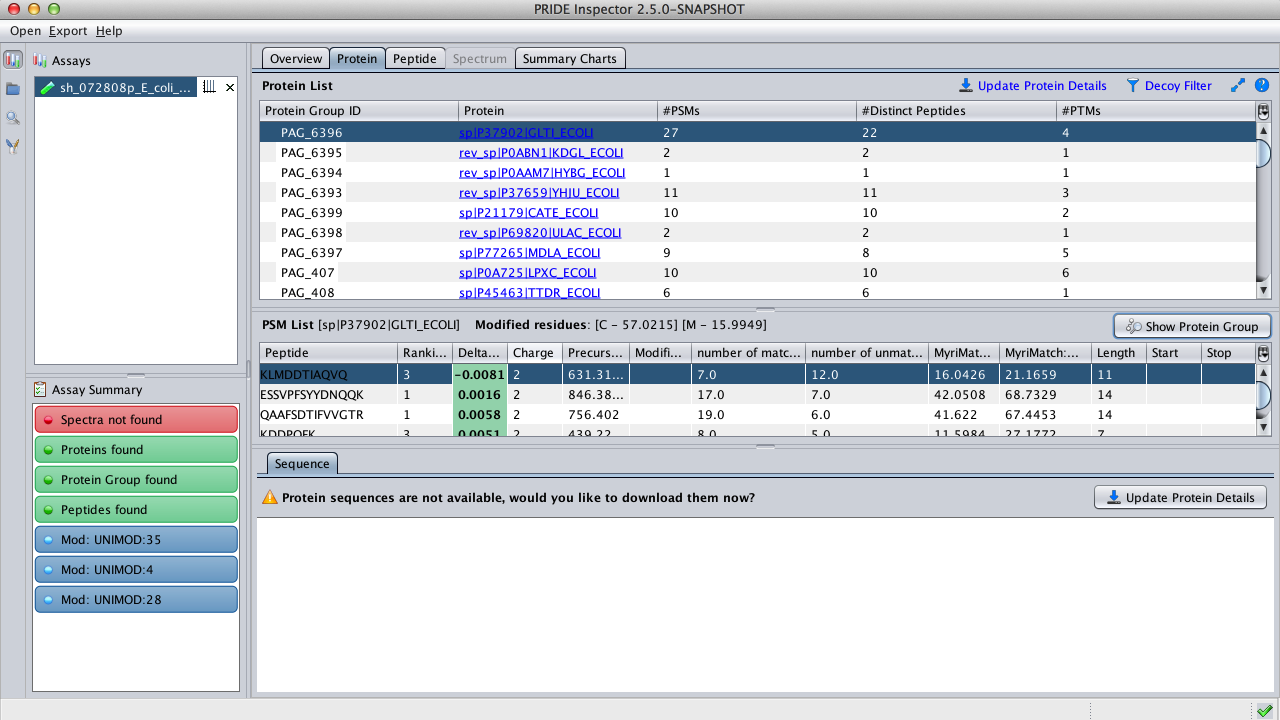 PRIDE Inspector 2.5.0-SNAPSHOT
Open Export Help
Assays
sh_072808p_E_coli_...
Overview Protein Peptide Spectrum Summary Charts
Protein List Update Protein Details Decoy Filter
Protein Group ID Protein #PSMs #Distinct Peptides #PTMs
PAG_6396 sp|P37902|GLTI_ECOLI 27 22 4
PAG_6395 rev_sp|P0ABN1|KDGL_ECOLI 2 2 1
PAG_6394 rev_sp|P0AAM7|HYBG_ECOLI 1 1 1
PAG_6393 rev_sp|P37659|YHJU_ECOLI 11 11 3
PAG_6399 sp|P21179|CATE_ECOLI 10 10 2
PAG_6398 rev_sp|P69820|ULAC_ECOLI 2 2 1
PAG_6397 sp|P77265|MDLA_ECOLI 9 8 5
PAG_407 sp|P0A725|LPXC_ECOLI 10 10 6
PAG_408 sp|P45463|TTDR_ECOLI 6 6 1
PSM List [sp|P37902|GLTI_ECOLI] Modified residues: [C - 57.0215] [M - 15.9949] Show Protein Group
Peptide Ranki... Delta... Charge Precurs... Modifi... number of matc... number of unmat... MyriMat... MyriMatch:... Length Start Stop
KLMDDTIAQVQ 3 -0.0081 2 631.31... 7.0 12.0 16.0426 21.1659 11
ESSVPFSYYDNQQK 1 0.0016 2 846.38... 17.0 7.0 42.0508 68.7329 14
QAAFSDTIFVVGTR 1 0.0058 2 756.402 19.0 6.0 41.622 67.4453 14
KDDPQFK 3 0.0051 2 439.22... 8.0 5.0 11.5984 27.1772 7
Assay Summary
Spectra not found
Proteins found
Protein Group found
Peptides found
Mod: UNIMOD:35
Mod: UNIMOD:4
Mod: UNIMOD:28
Sequence
Protein sequences are not available, would you like to download them now? Update Protein Details